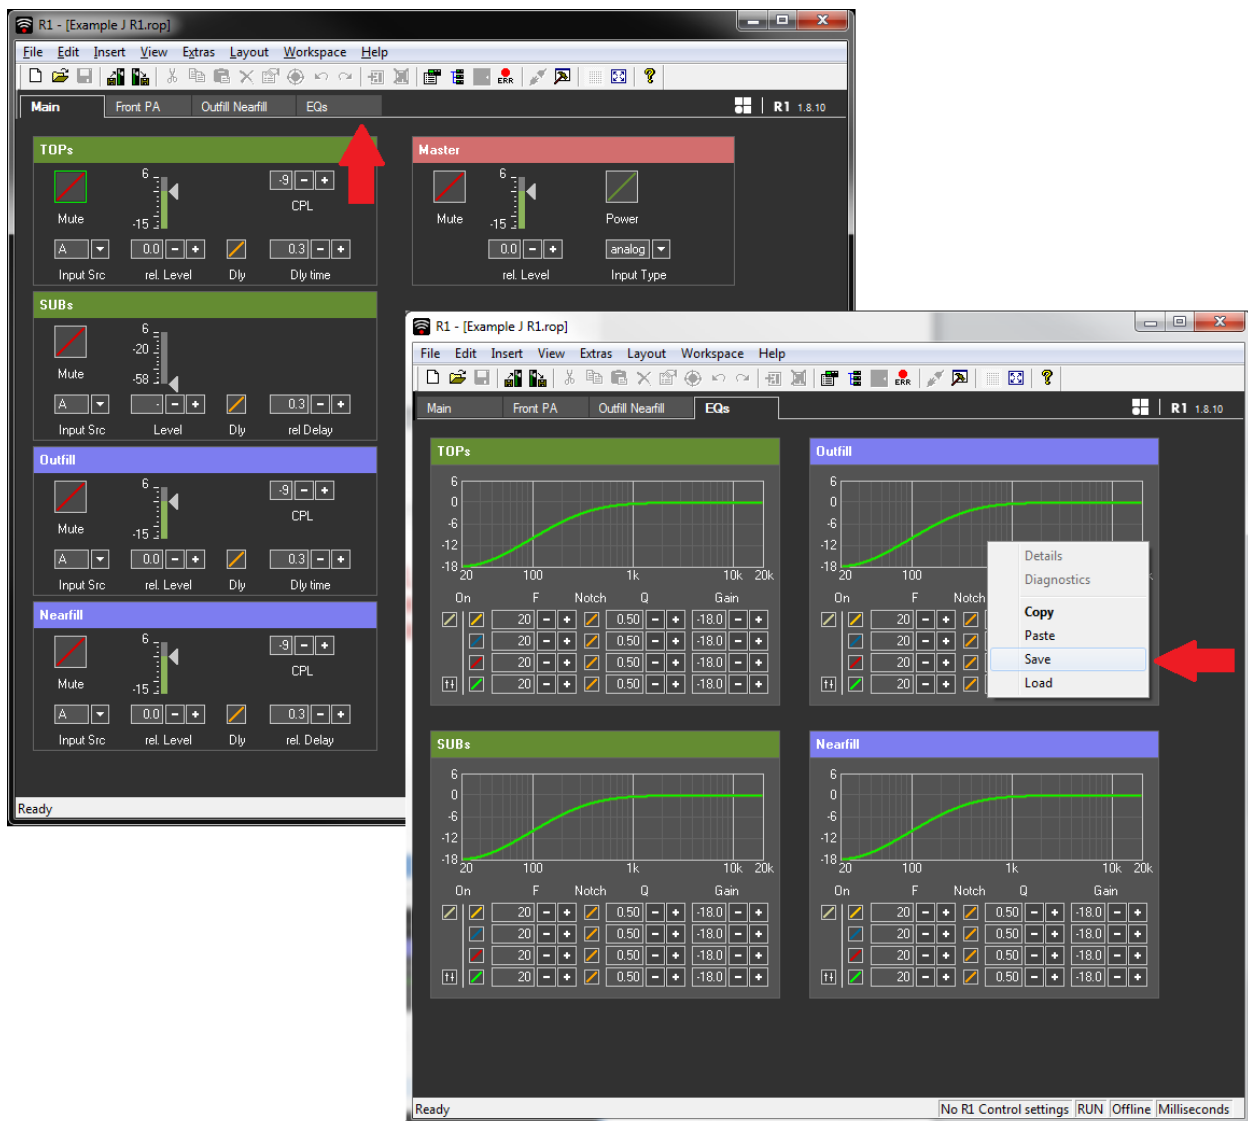 R1 - [Example J R1.rop]
File Edit Insert View Extras Layout Workspace Help
ERR
Main Front PA Outfill Nearfill EQs R1 1.8.10
TOPs
6
-9 - +
CPL
Mute
-15
A 0.0 - + 0.3 - +
Input Src rel. Level Dly Dly time
Master
6
Mute
-15
Power
0.0 - + analog
rel. Level Input Type
SUBs
6
-20
Mute
-58
A - - + 0.3 - +
Input Src Level Dly rel Delay
Outfill
6
-9 - +
CPL
Mute
-15
A 0.0 - + 0.3 - +
Input Src rel. Level Dly Dly time
Nearfill
6
-9 - +
CPL
Mute
-15
A 0.0 - + 0.3 - +
Input Src rel. Level Dly rel. Delay
Ready
R1 - [Example J R1.rop]
File Edit Insert View Extras Layout Workspace Help
ERR
Main Front PA Outfill Nearfill EQs R1 1.8.10
TOPs
6
0
-6
-12
-18
20 100 1k 10k 20k
On F Notch Q Gain
20 - + 0.50 - + -18.0 - +
20 - + 0.50 - + -18.0 - +
20 - + 0.50 - + -18.0 - +
20 - + 0.50 - + -18.0 - +
Outfill
6
0
-6
-12
-18
20 100
On F Notch
20 - +
20 - +
20 - +
20 - +
Details
Diagnostics
Copy
Paste
Save
Load
SUBs
6
0
-6
-12
-18
20 100 1k 10k 20k
On F Notch Q Gain
20 - + 0.50 - + -18.0 - +
20 - + 0.50 - + -18.0 - +
20 - + 0.50 - + -18.0 - +
20 - + 0.50 - + -18.0 - +
Nearfill
6
0
-6
-12
-18
20 100 1k 10k 20k
On F Notch Q Gain
20 - + 0.50 - + -18.0 - +
20 - + 0.50 - + -18.0 - +
20 - + 0.50 - + -18.0 - +
20 - + 0.50 - + -18.0 - +
Ready No R1 Control settings RUN Offline Milliseconds